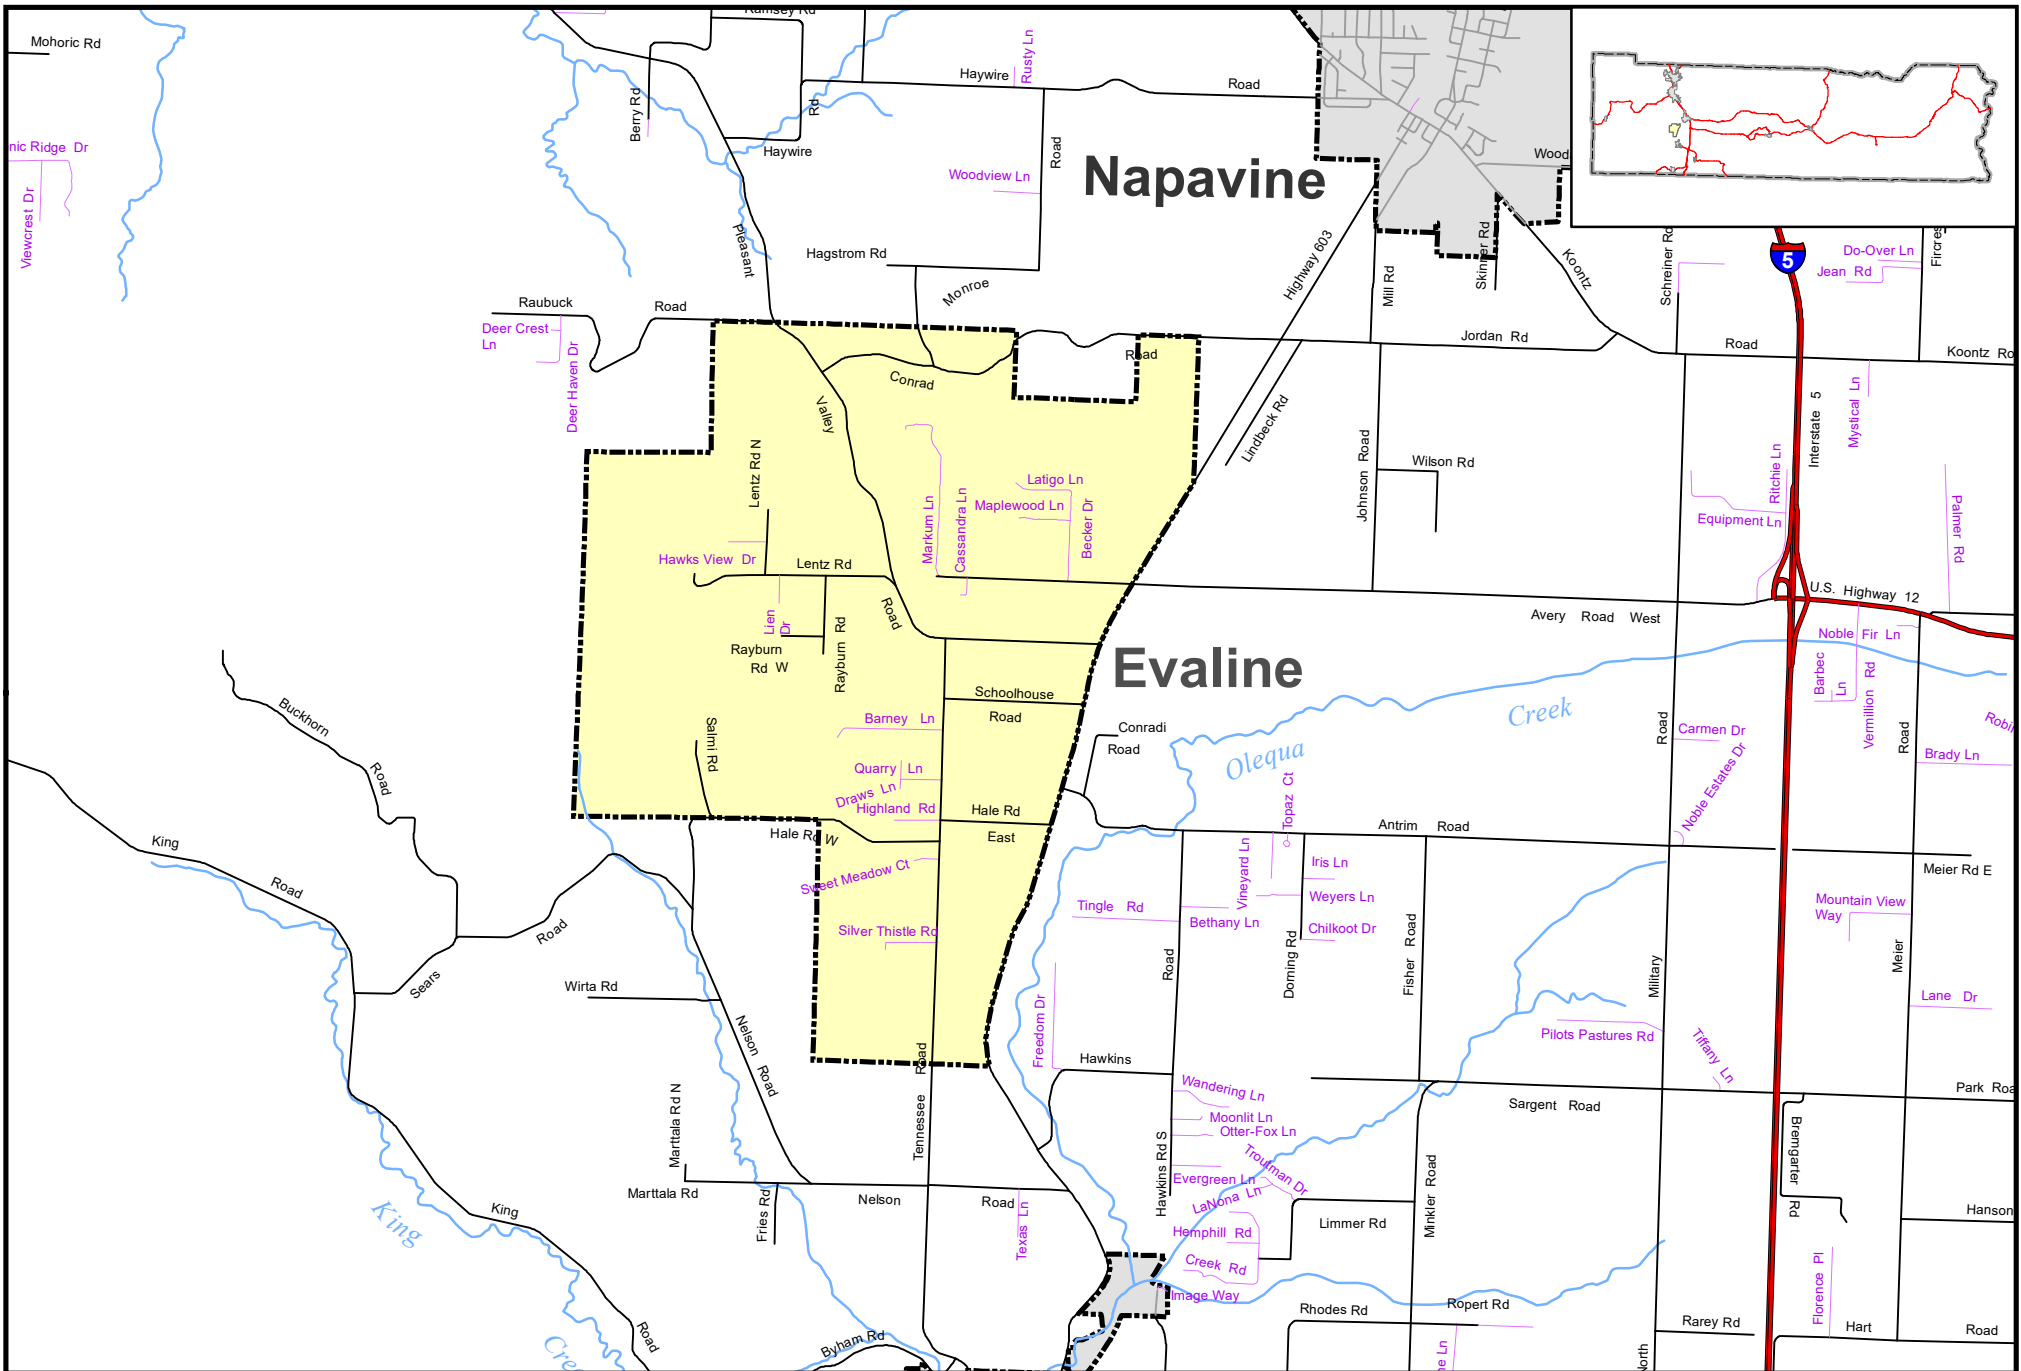 Ramsey Rd
Mohoric Rd
Rusty Ln
Haywire
Road
Berry Rd
Rd
Haywire
Road
nic Ridge Dr
Viewcrest Dr
Woodview Ln
Napavine
Wood
Pleasant
Hagstrom Rd
Monroe
Highway 603
Mill Rd
Skinner Rd
Koontz
Schreiner Rd
5
Do-Over Ln
Jean Rd
Fircres
Raubuck
Road
Deer Crest
Ln
Deer Haven Dr
Road
Jordan Rd
Road
Koontz Ro
Conrad
Valley
Lindbeck Rd
Interstate 5
Mystical Ln
Lentz Rd N
Johnson Road
Wilson Rd
Ritchie Ln
Equipment Ln
Palmer Rd
Markum Ln
Cassandra Ln
Latigo Ln
Maplewood Ln
Becker Dr
Hawks View Dr
Lentz Rd
Road
U.S. Highway 12
Avery Road West
Lien
Dr
Rayburn
Rd W
Rayburn Rd
Noble Fir Ln
Barbec
Ln
Vermillion Rd
Evaline
Schoolhouse
Road
Buckhorn
Road
Salmi Rd
Barney Ln
Conradi
Road
Olequa
Creek
Road
Carmen Dr
Noble Estates Dr
Road
Robin
Brady Ln
Quarry Ln
Draws Ln
Highland Rd
Hale Rd
East
Hale Rd W
Topaz Ct
Antrim Road
King
Road
Sweet Meadow Ct
Vineyard Ln
Iris Ln
Weyers Ln
Meier Rd E
Mountain View
Way
Tingle Rd
Bethany Ln
Chilkoot Dr
Silver Thistle Rd
Road
Sears
Road
Dorning Rd
Fisher Road
Military
Meier
Wirta Rd
Lane Dr
Nelson Road
Road
Freedom Dr
Hawkins
Pilots Pastures Rd
Tiffany Ln
Park Roa
Wandering Ln
Moonlit Ln
Otter-Fox Ln
Sargent Road
Marttala Rd N
Tennessee
Hawkins Rd S
Troutman Dr
Evergreen Ln
LaNona Ln
Minkler Road
Bremgartner
Rd
Marttala Rd
Fries Rd
Nelson
Road
Texas Ln
Hemphill Rd
Limmer Rd
Hanson
King
King
Creek Rd
Image Way
Florence Pl
Rhodes Rd
Ropert Rd
Rarey Rd
Hart
Road
Road
Byham Rd
Cree
ne Ln
North